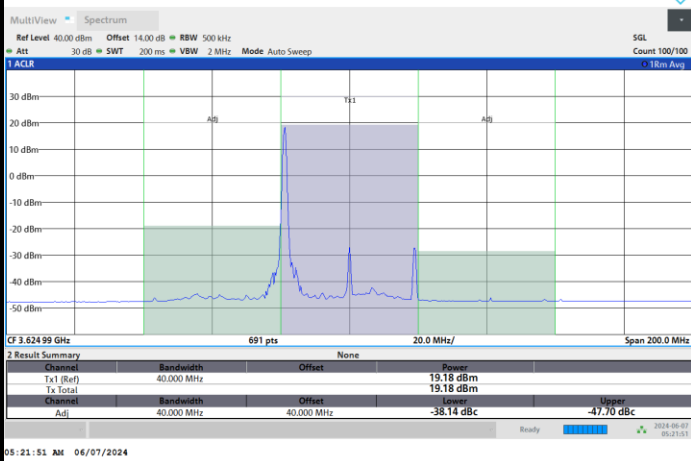 MultiView Spectrum
Ref Level 40.00 dBm Offset 14.00 dB RBW 500 kHz SGL
Att 30 dB SWT 200 ms VBW 2 MHz Mode Auto Sweep Count 100/100
1 ACLR 1Rm Avg
30 dBm
Tx1
20 dBm Adj Adj
10 dBm
0 dBm
-10 dBm
-20 dBm
-30 dBm
-40 dBm
-50 dBm
CF 3.624 99 GHz 691 pts 20.0 MHz/ Span 200.0 MHz
2 Result Summary None
Channel Bandwidth Offset Power
Tx1 (Ref) 40.000 MHz 19.18 dBm
Tx Total 19.18 dBm
Channel Bandwidth Offset Lower Upper
Adj 40.000 MHz 40.000 MHz -38.14 dBc -47.70 dBc
Ready 2024-06-07
05:21:51
05:21:51 AM 06/07/2024